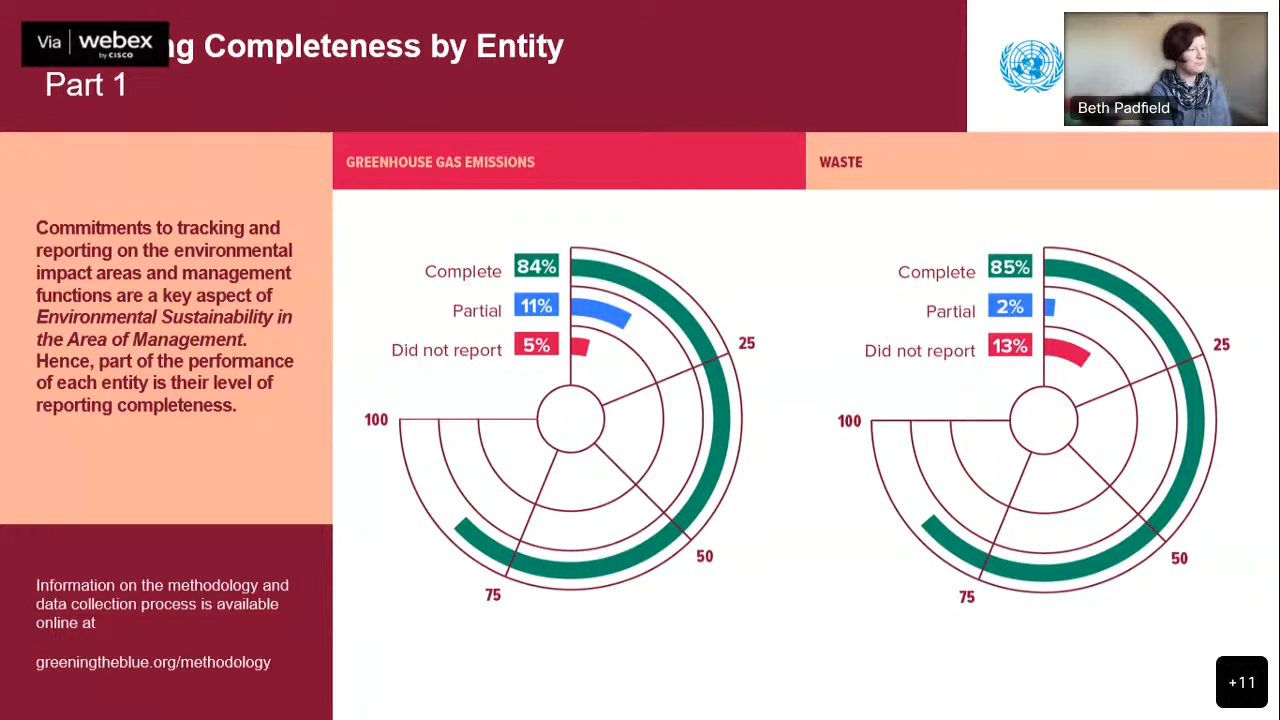 Via webex
by CISCO
ng Completeness by Entity
Part 1
Beth Padfield
GREENHOUSE GAS EMISSIONS
WASTE
Commitments to tracking and
reporting on the environmental
impact areas and management
functions are a key aspect of
Environmental Sustainability in
the Area of Management.
Hence, part of the performance
of each entity is their level of
reporting completeness.
Information on the methodology and
data collection process is available
online at
greeningtheblue.org/methodology
Complete 84%
Partial 11%
Did not report 5%
25
50
75
100
Complete 85%
Partial 2%
Did not report 13%
25
50
75
100
+11